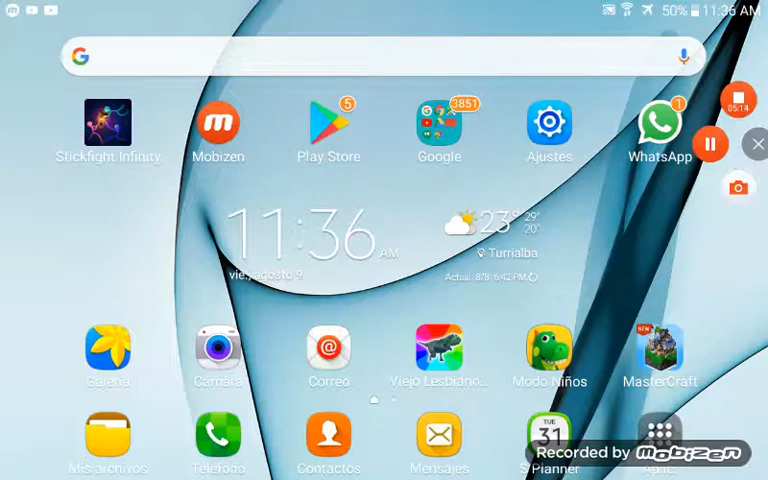 50% 11:36 AM
05:14
5
3851
1
Stickfight Infinity
Mobizen
Play Store
Google
Ajustes
WhatsApp
11:36 AM
23° 29° 20°
Turrialba
vie., agosto 9
Actual. 8/8 6:42 PM
NEW
Galería
Cámara
Correo
Viejo Lesbiano...
Modo Niños
MasterCraft
TUE
31
Mis archivos
Teléfono
Contactos
Mensajes
S Planner
Aplic.
Recorded by mobizen